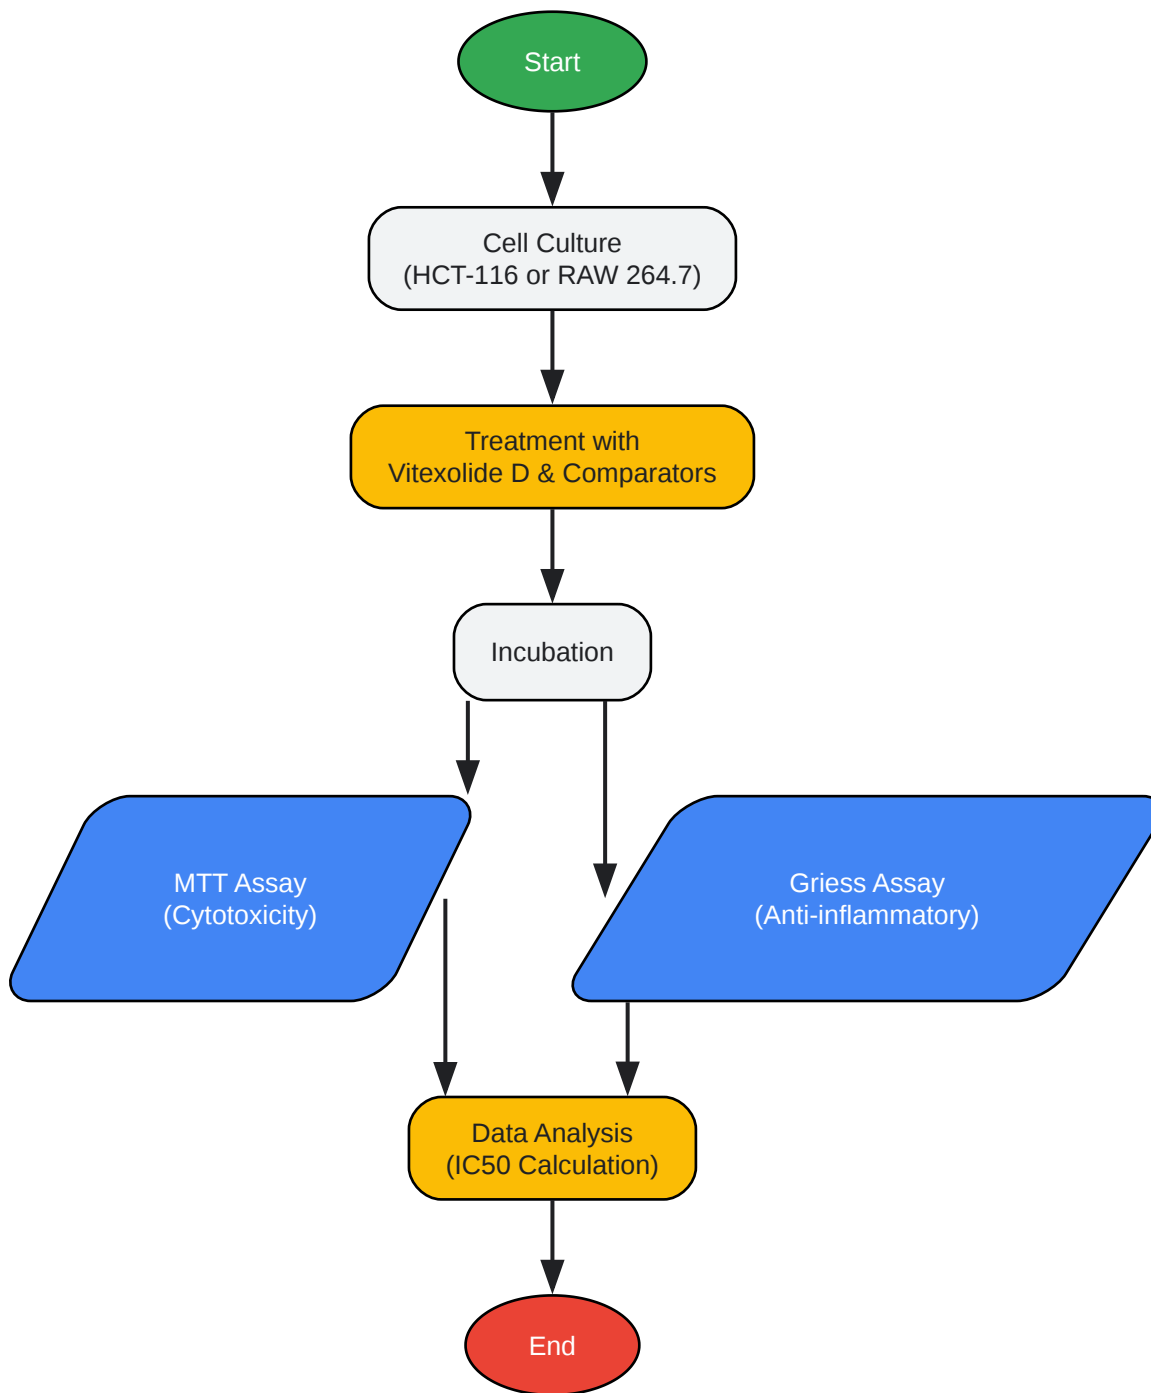 Start
Cell Culture
(HCT-116 or RAW 264.7)
Treatment with
Vitexolide D & Comparators
Incubation
MTT Assay
(Cytotoxicity)
Griess Assay
(Anti-inflammatory)
Data Analysis
(IC50 Calculation)
End